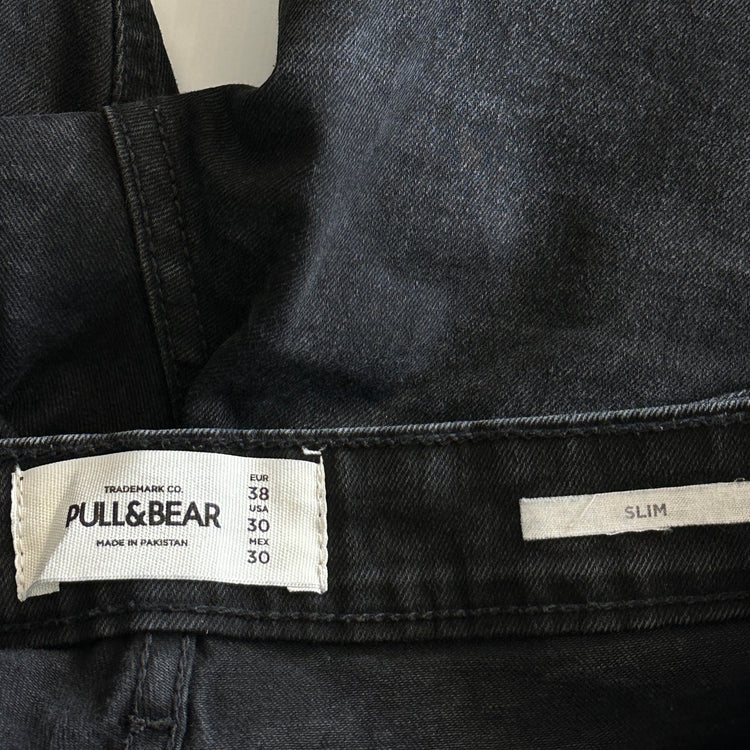 TRADEMARK CO.
PULL&BEAR
MADE IN PAKISTAN
EUR
38
USA
30
MEX
30
SLIM